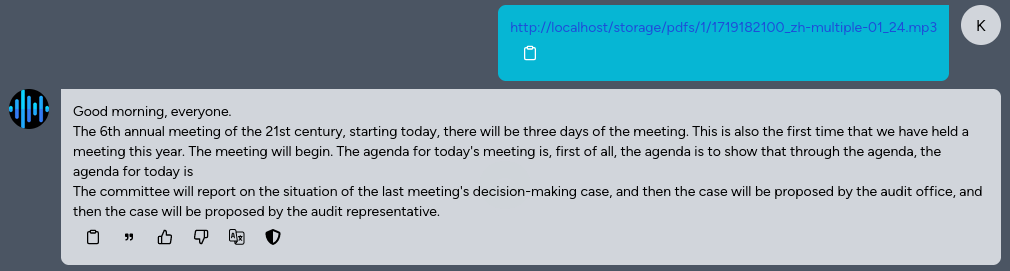 http://localhost/storage/pdfs/1/1719182100_zh-multiple-01_24.mp3
K
Good morning, everyone.
The 6th annual meeting of the 21st century, starting today, there will be three days of the meeting. This is also the first time that we have held a
meeting this year. The meeting will begin. The agenda for today's meeting is, first of all, the agenda is to show that through the agenda, the
agenda for today is
The committee will report on the situation of the last meeting's decision-making case, and then the case will be proposed by the audit office, and
then the case will be proposed by the audit representative.